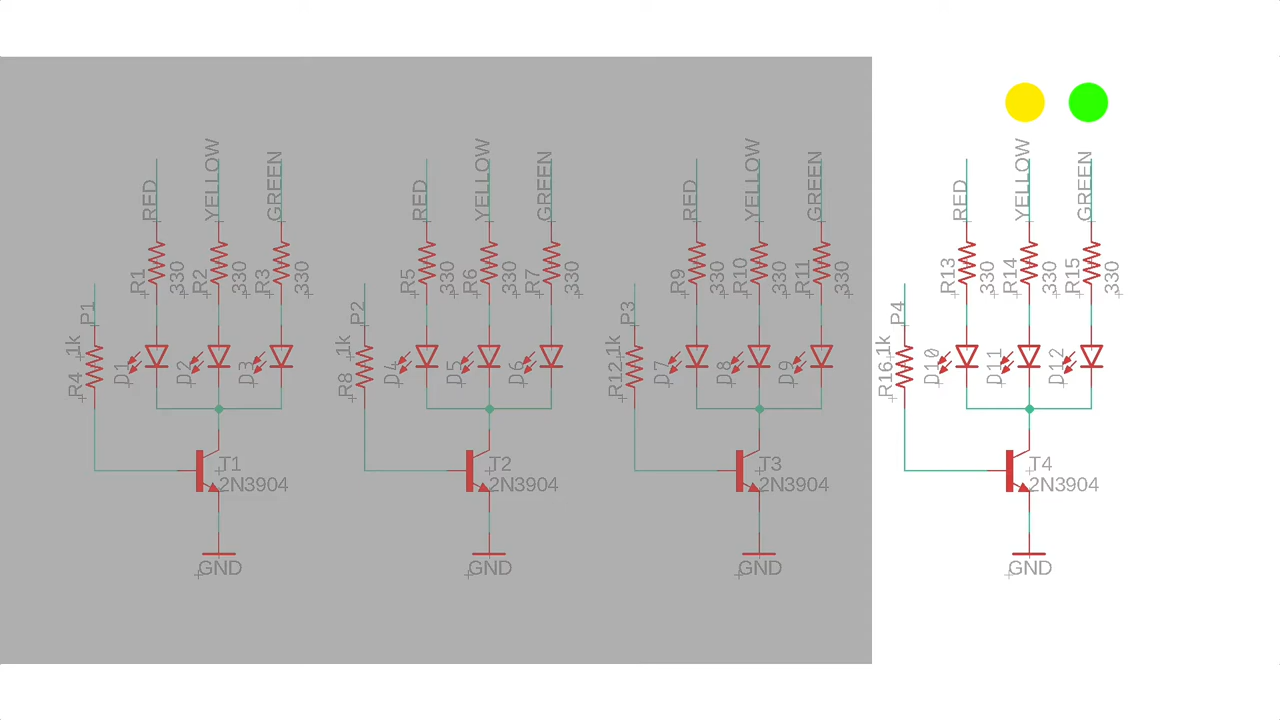 RED
YELLOW
GREEN
R1
330
R2
330
R3
330
P1
1k
R4
D1
D2
D3
T1
2N3904
GND
RED
YELLOW
GREEN
R5
330
R6
330
R7
330
P2
1k
R8
D4
D5
D6
T2
2N3904
GND
RED
YELLOW
GREEN
R9
330
R10
330
R11
330
P3
1k
R12
D7
D8
D9
T3
2N3904
GND
RED
YELLOW
GREEN
R13
330
R14
330
R15
330
P4
1k
R16
D10
D11
D12
T4
2N3904
GND